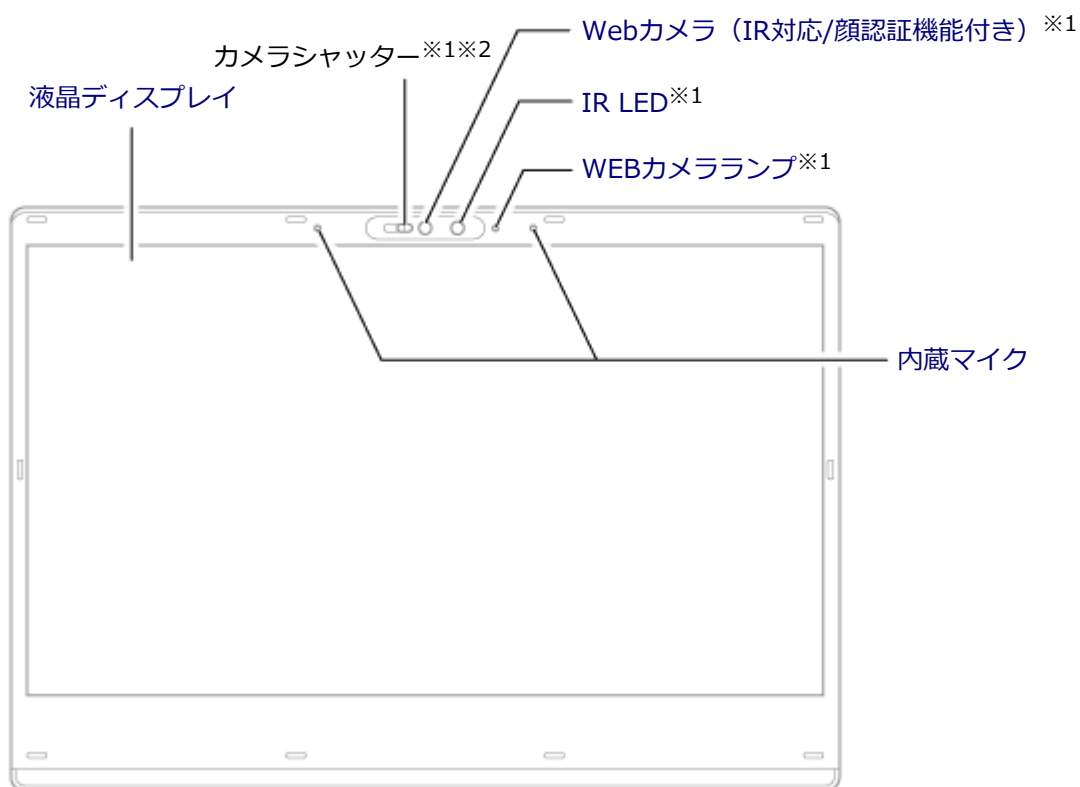 Webカメラ（IR対応/顔認証機能付き）※1
カメラシャッター※1※2
液晶ディスプレイ
IR LED※1
WEBカメラランプ※1
内蔵マイク